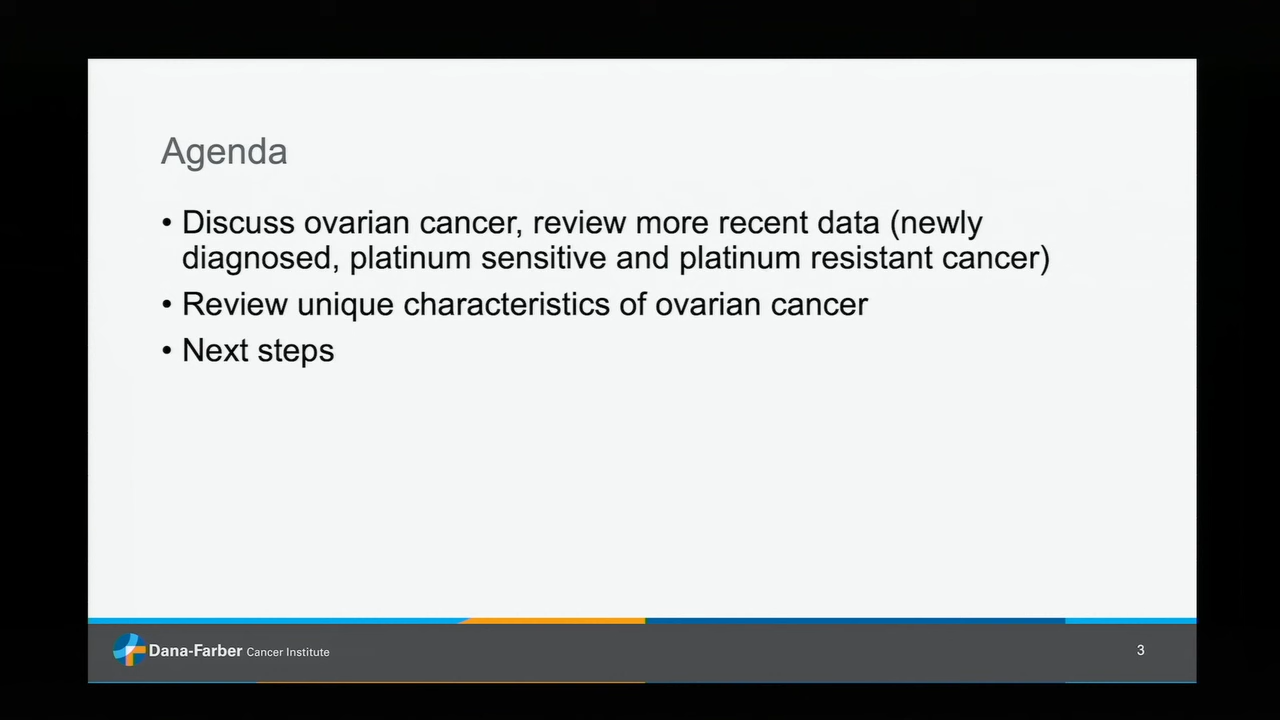 Agenda
• Discuss ovarian cancer, review more recent data (newly
diagnosed, platinum sensitive and platinum resistant cancer)
• Review unique characteristics of ovarian cancer
• Next steps
Dana-Farber Cancer Institute
3